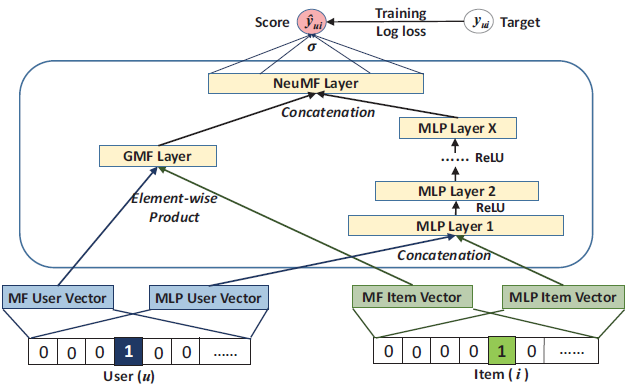 Score ŷui Training yui Target
Log loss
σ
NeuMF Layer
Concatenation
MLP Layer X
GMF Layer
...... ReLU
Element-wise
Product
MLP Layer 2
ReLU
MLP Layer 1
Concatenation
MF User Vector MLP User Vector MF Item Vector MLP Item Vector
0 0 0 1 0 0 ...... 0 0 0 0 1 0 ......
User (u) Item ( i )